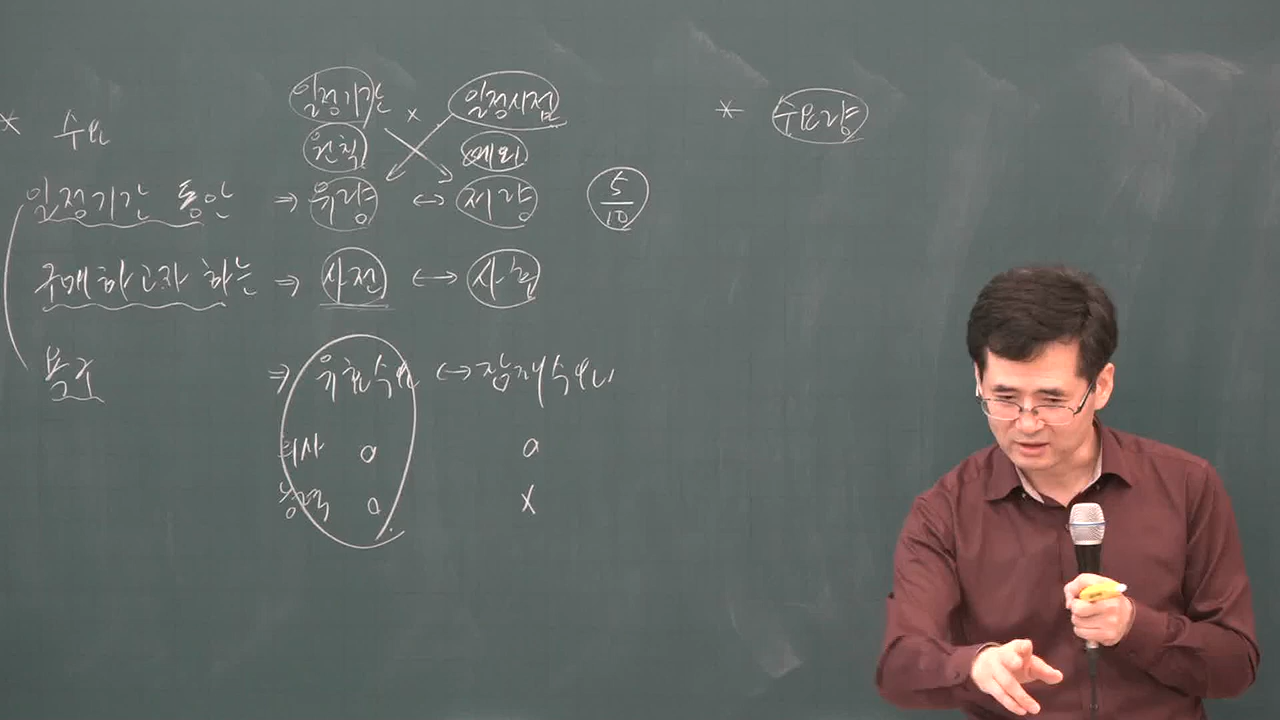 일정기간 × 일정시점
* 수요
* 수요량
원칙 예외
일정기간 동안 ⇒ 유량 ↔ 저량 5/10
구매하고자 하는 ⇒ 사전 ↔ 사후
욕구 ⇒ 유효수요 ↔ 잠재수요
의사 o o
능력 o x